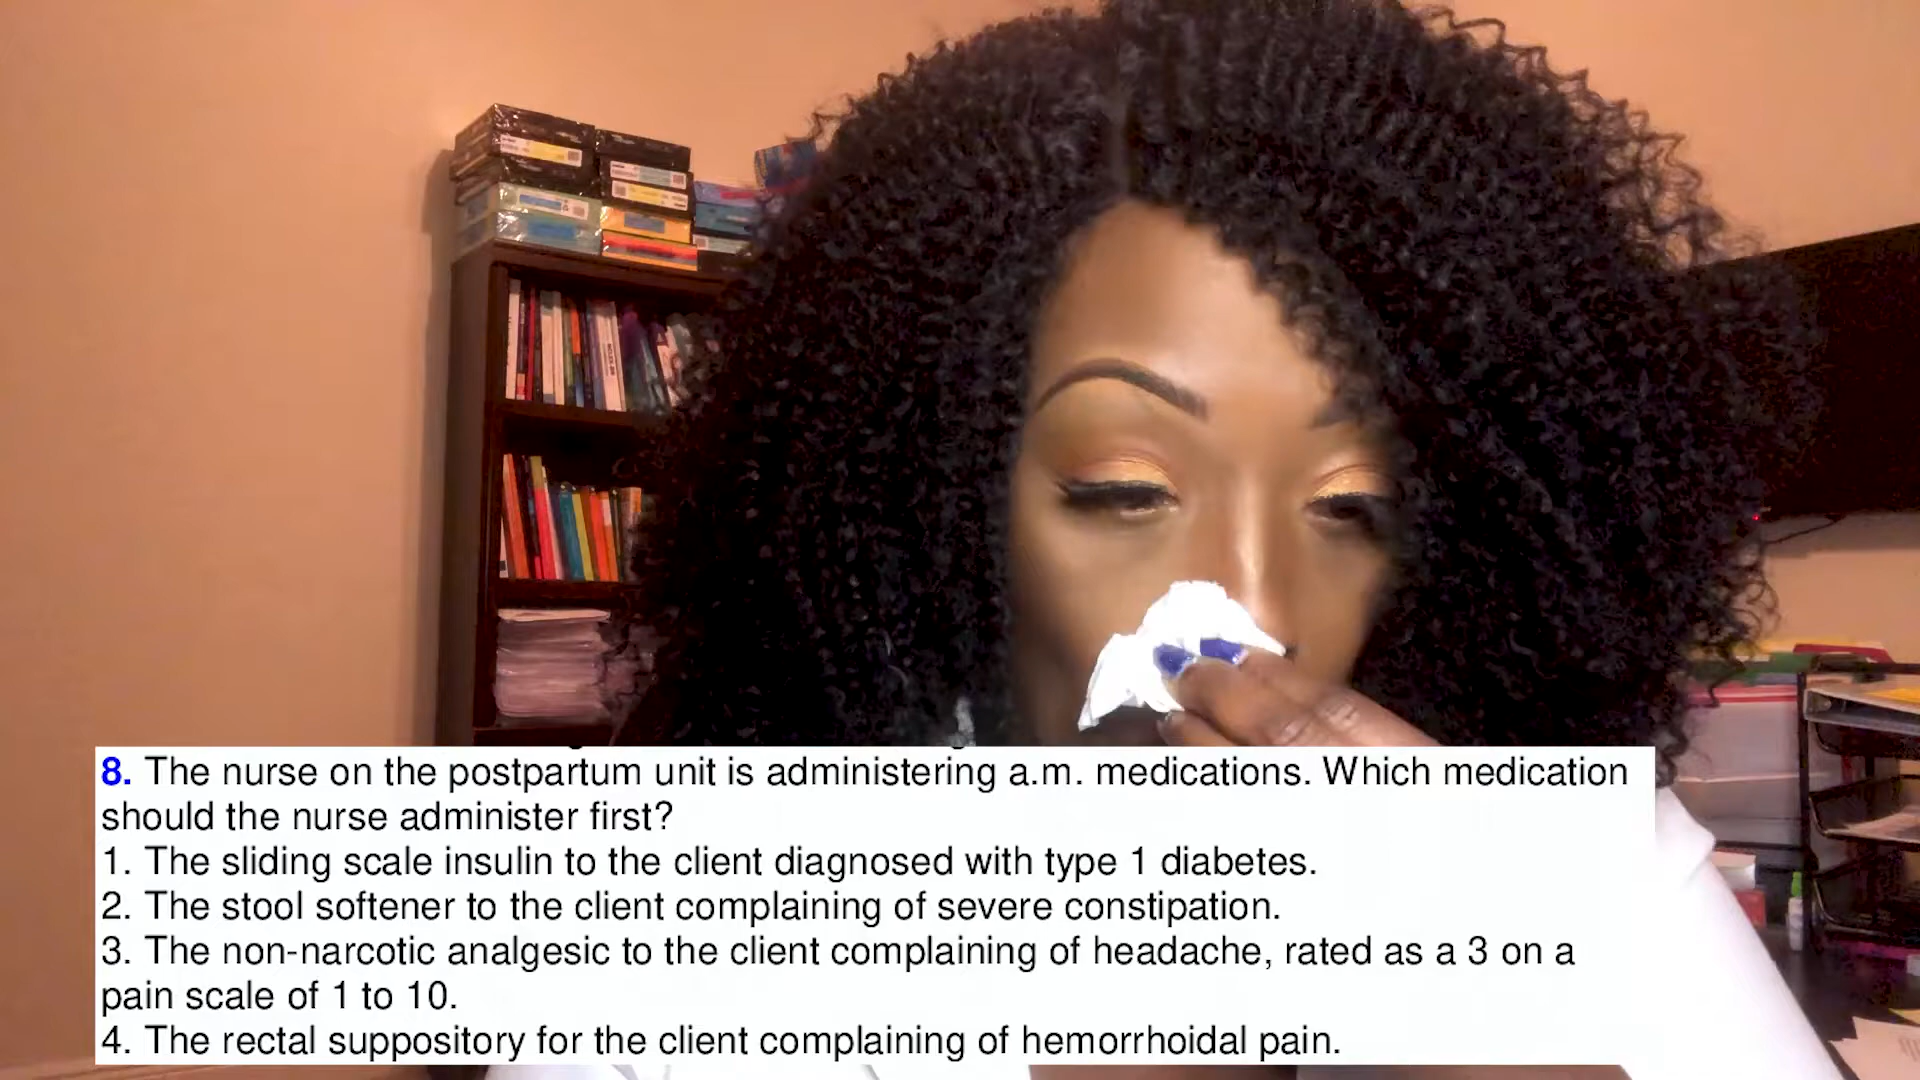 8. The nurse on the postpartum unit is administering a.m. medications. Which medication
should the nurse administer first?
1. The sliding scale insulin to the client diagnosed with type 1 diabetes.
2. The stool softener to the client complaining of severe constipation.
3. The non-narcotic analgesic to the client complaining of headache, rated as a 3 on a
pain scale of 1 to 10.
4. The rectal suppository for the client complaining of hemorrhoidal pain.